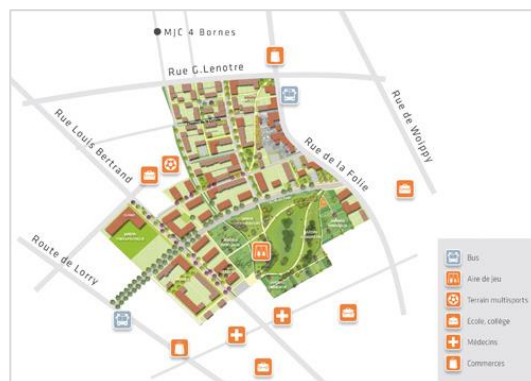 MJC 4 Bornes
Rue G.Lenotre
Rue de Woippy
Rue Louis Bertrand
Rue de la Folie
Route de Lorry
Bus
Aire de jeu
Terrain multisports
Ecole, collège
Médecins
Commerces